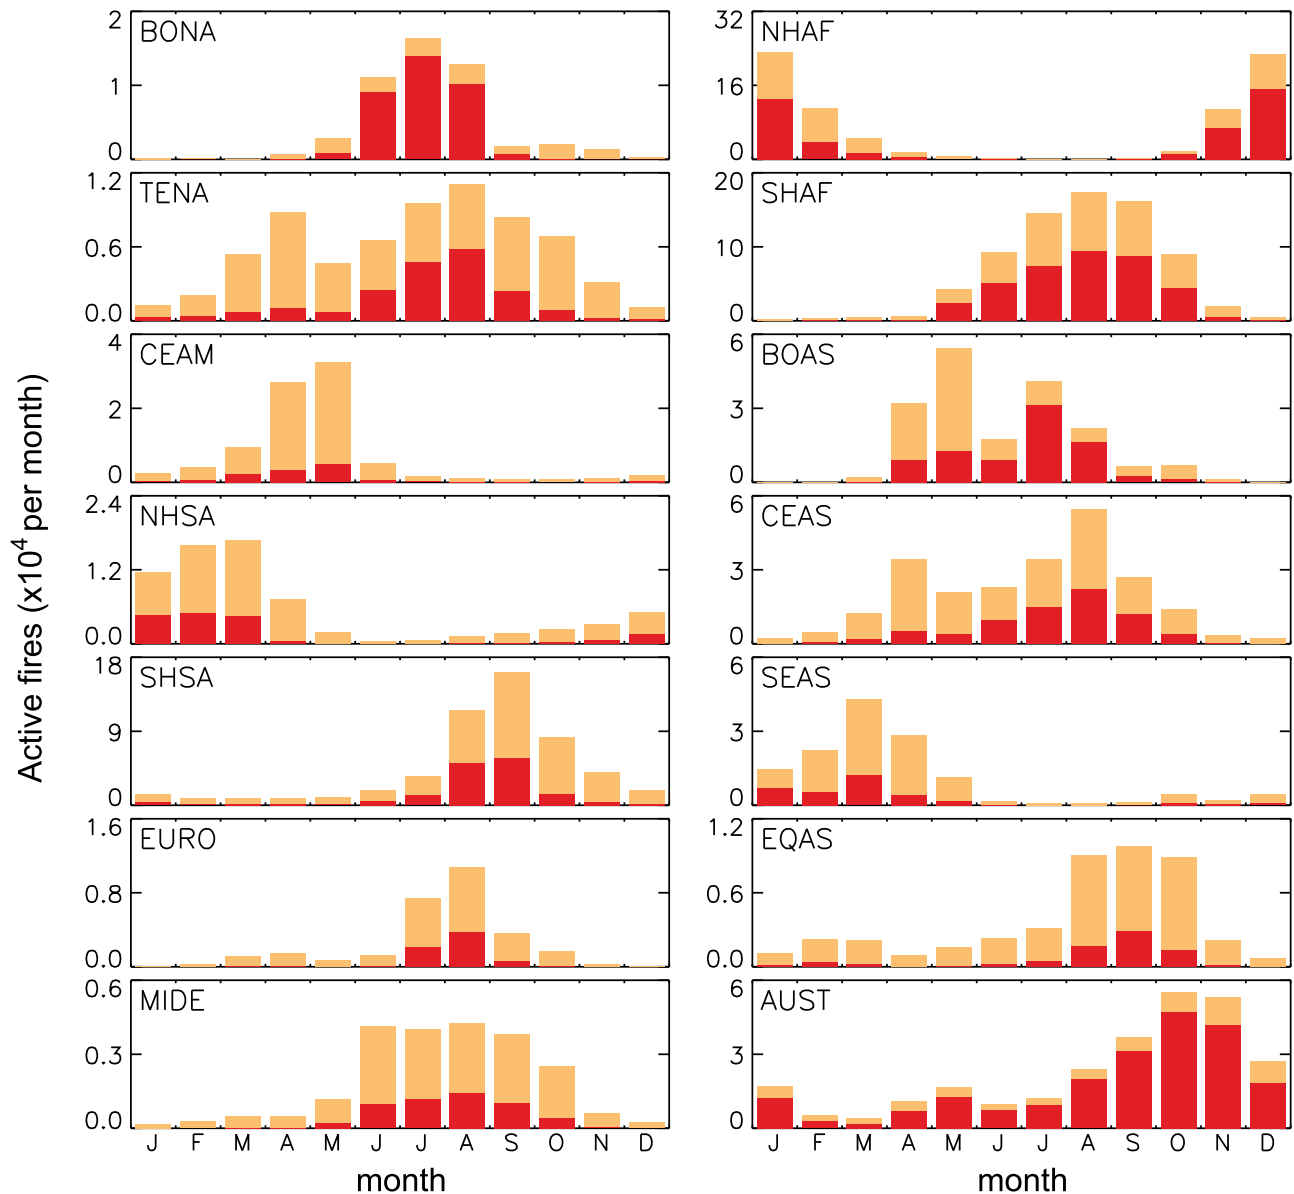 Active fires (x10⁴ per month)
BONA
2
1
0
TENA
1.2
0.6
0.0
CEAM
4
2
0
NHSA
2.4
1.2
0.0
SHSA
18
9
0
EURO
1.6
0.8
0.0
MIDE
0.6
0.3
0.0
J F M A M J J A S O N D
month
NHAF
32
16
0
SHAF
20
10
0
BOAS
6
3
0
CEAS
6
3
0
SEAS
6
3
0
EQAS
1.2
0.6
0.0
AUST
6
3
0
J F M A M J J A S O N D
month